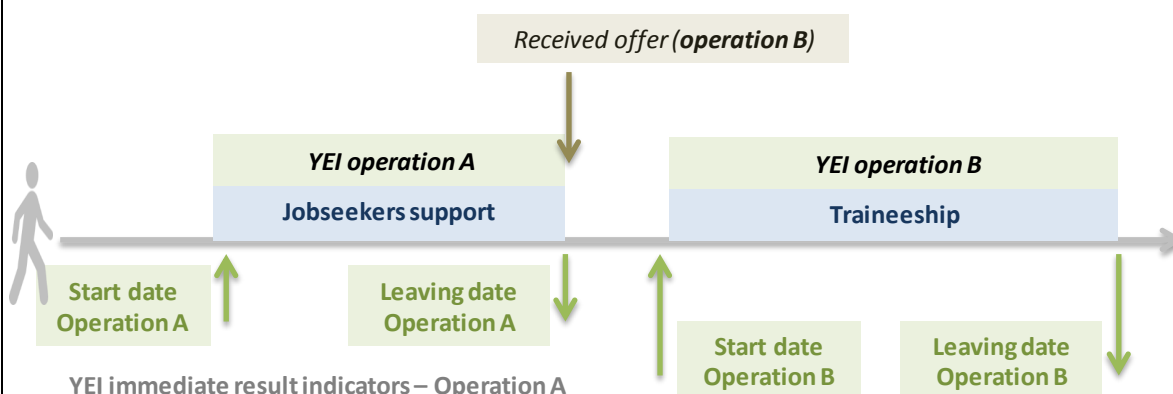 Received offer (operation B)
YEI operation A
YEI operation B
Jobseekers support
Traineeship
Start date
Operation A
Leaving date
Operation A
Start date
Operation B
Leaving date
Operation B
YEI immediate result indicators – Operation A